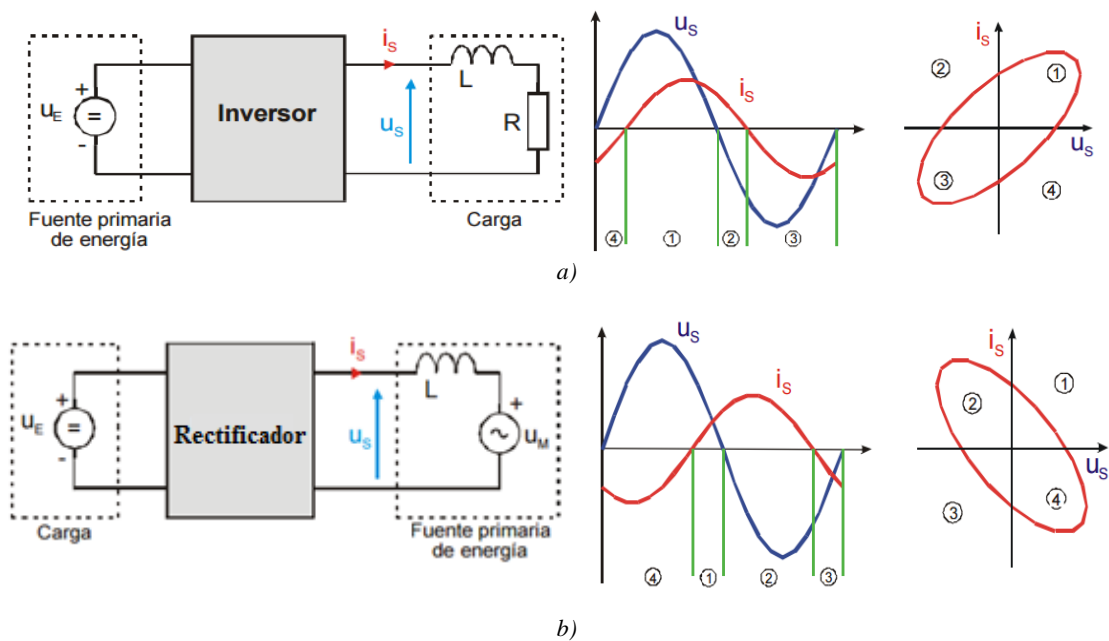 i_S
u_S
i_S
+
L
②
①
u_E
=
Inversor
u_S
R
i_S
u_S
-
③
④
Fuente primaria
de energía
Carga
④
①
②
③
a)
i_S
u_S
i_S
+
L
+
②
①
u_E
=
Rectificador
u_S
∼
u_M
u_S
-
③
④
Carga
Fuente primaria
de energía
④
①
②
③
b)